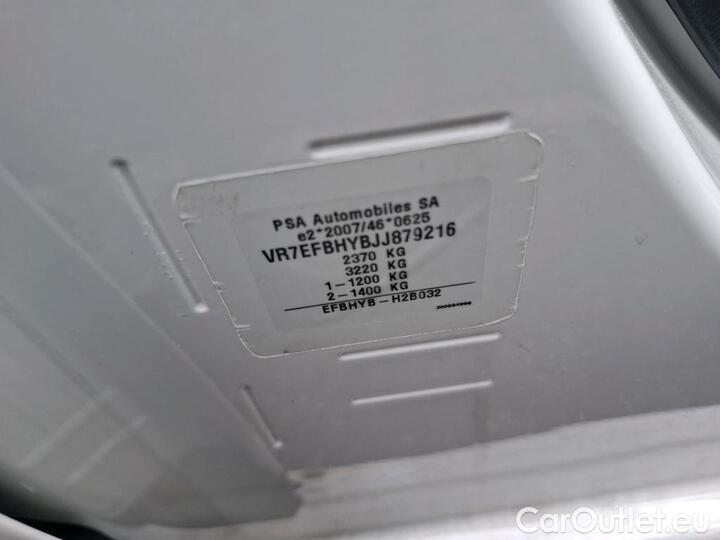 PSA Automobiles SA
e2*2007/46*0625
VR7EFBHYBJJ879216
2370 KG
3220 KG
1-1200 KG
2-1400 KG
EFBHYB-H2B032
CarOutlet.eu